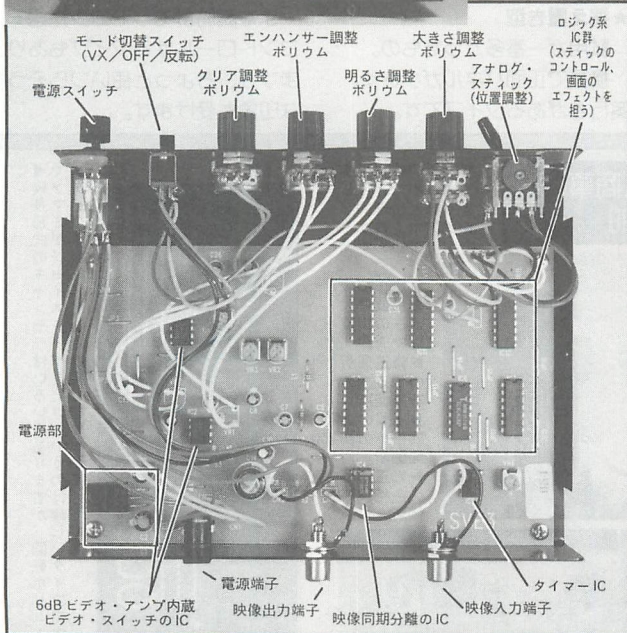 モード切替スイッチ
(VX/OFF/反転)
電源スイッチ
クリア調整
ボリウム
エンハンサー調整
ボリウム
明るさ調整
ボリウム
大きさ調整
ボリウム
アナログ・
スティック
(位置調整)
ロジック系
IC群
(スティックの
コントロール、
画面の
エフェクトを
担う)
電源部
SVE3
6dBビデオ・アンプ内蔵
ビデオ・スイッチのIC
電源端子
映像出力端子
映像同期分離のIC
映像入力端子
タイマーIC